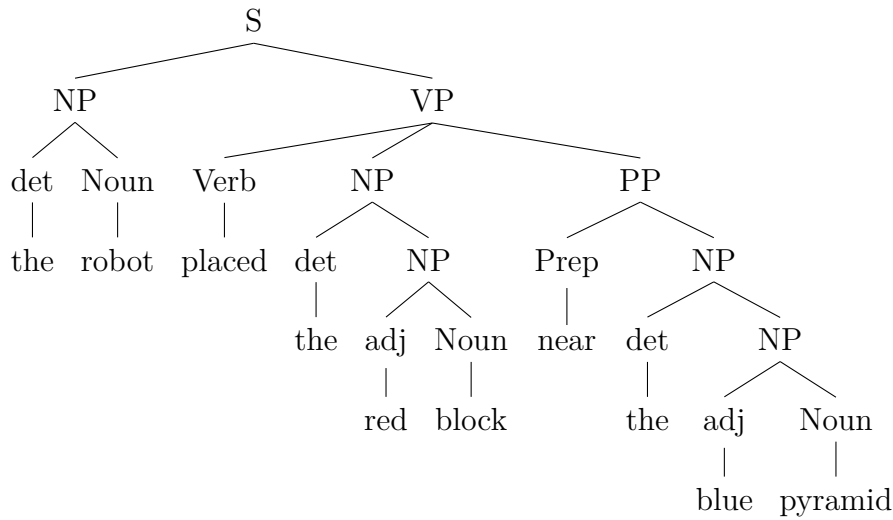 S
NP VP
det Noun Verb NP PP
the robot placed det NP Prep NP
the adj Noun near det NP
red block the adj Noun
blue pyramid